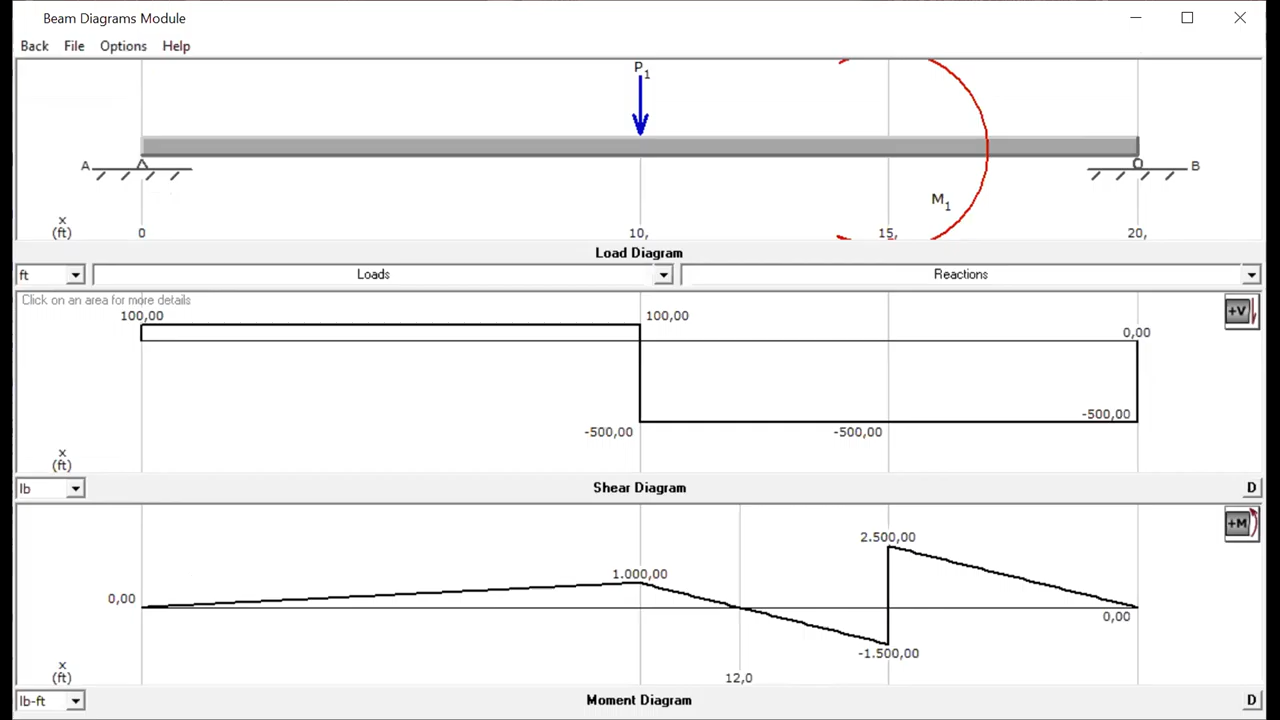 Beam Diagrams Module
Back File Options Help
P1
A
B
M1
x
(ft)
0 10, 15, 20,
Load Diagram
ft Loads Reactions
Click on an area for more details
+V
100,00 100,00 0,00
-500,00 -500,00 -500,00
x
(ft)
lb Shear Diagram D
+M
2.500,00
1.000,00
0,00
0,00
-1.500,00
x
(ft)
12,0
lb-ft Moment Diagram D